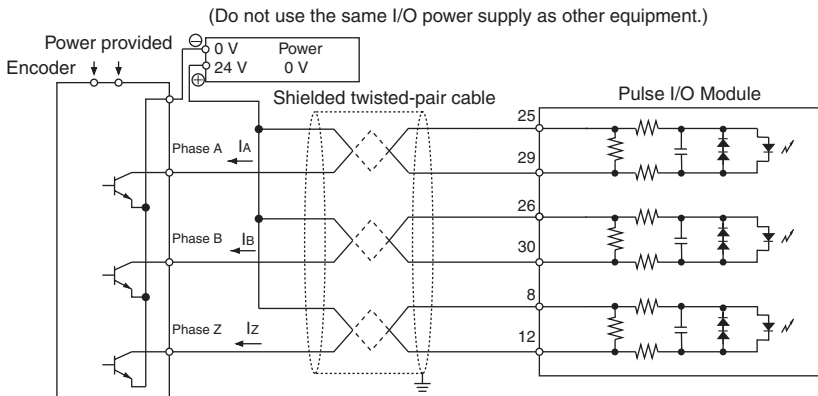 (Do not use the same I/O power supply as other equipment.)
Power provided
Encoder
0 V Power
24 V 0 V
Shielded twisted-pair cable
Pulse I/O Module
Phase A IA
25
29
Phase B IB
26
30
Phase Z IZ
8
12